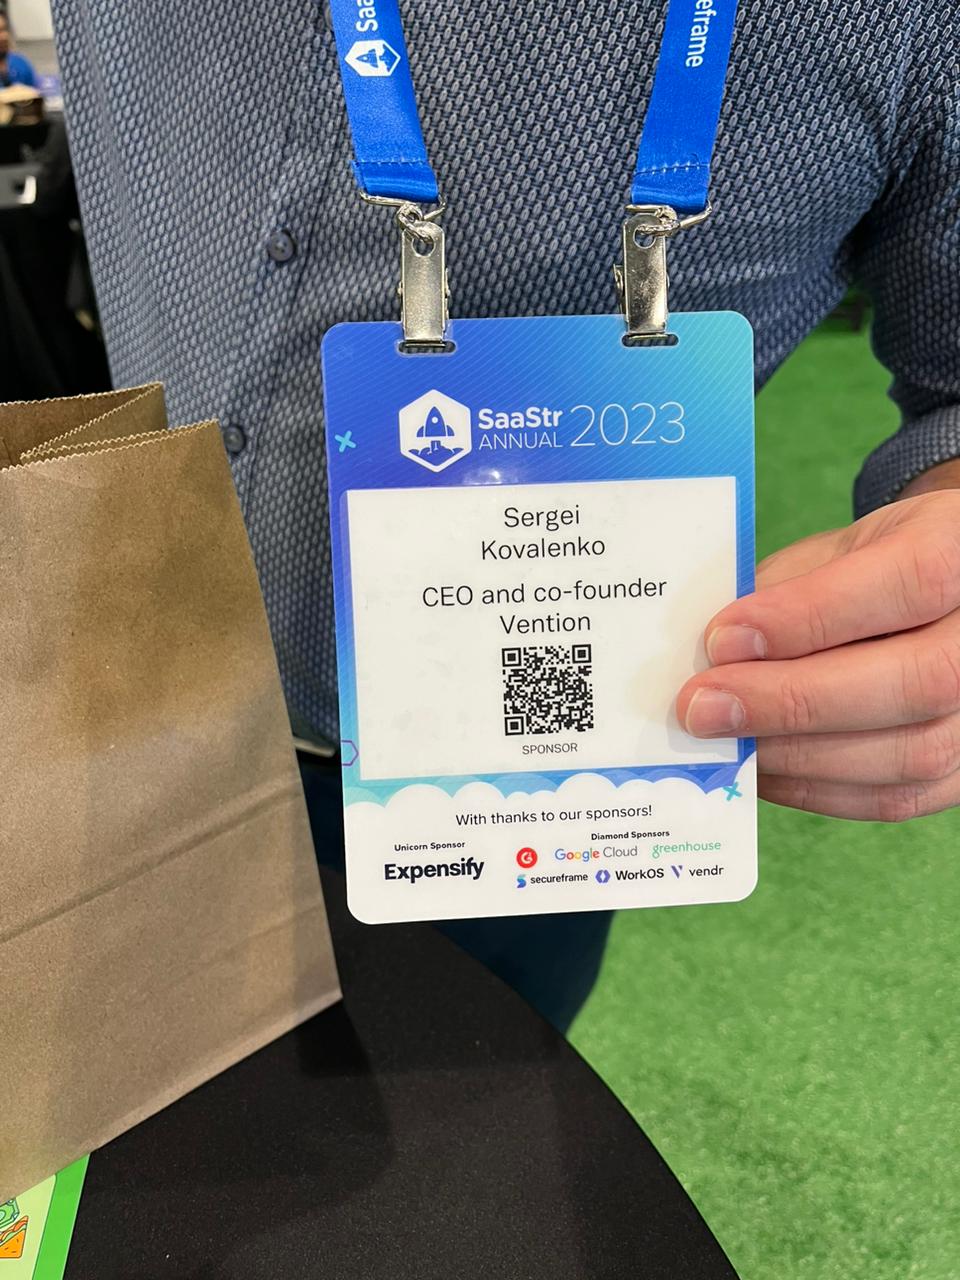 Saa
eframe
SaaStr
ANNUAL 2023
Sergei
Kovalenko
CEO and co-founder
Vention
SPONSOR
With thanks to our sponsors!
Unicorn Sponsor
Expensify
Diamond Sponsors
G Google Cloud greenhouse
secureframe WorkOS vendr